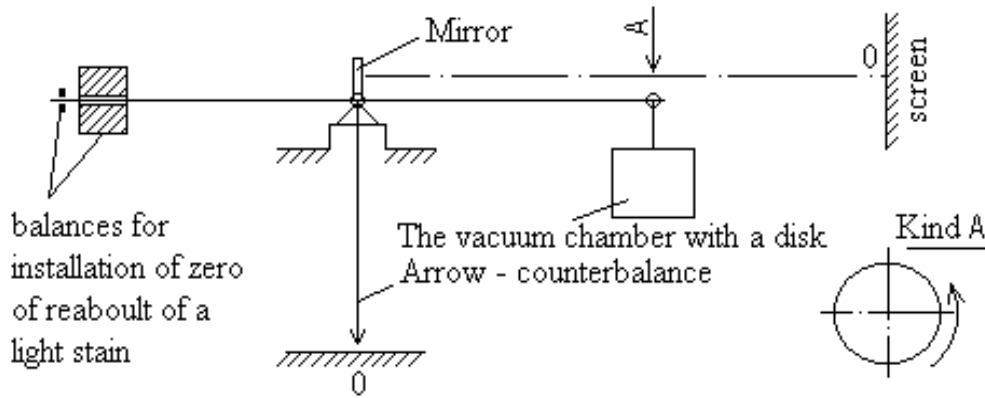 Mirror
A
0
screen
balances for
installation of zero
of reaboult of a
light stain
The vacuum chamber with a disk
Arrow - counterbalance
0
Kind A